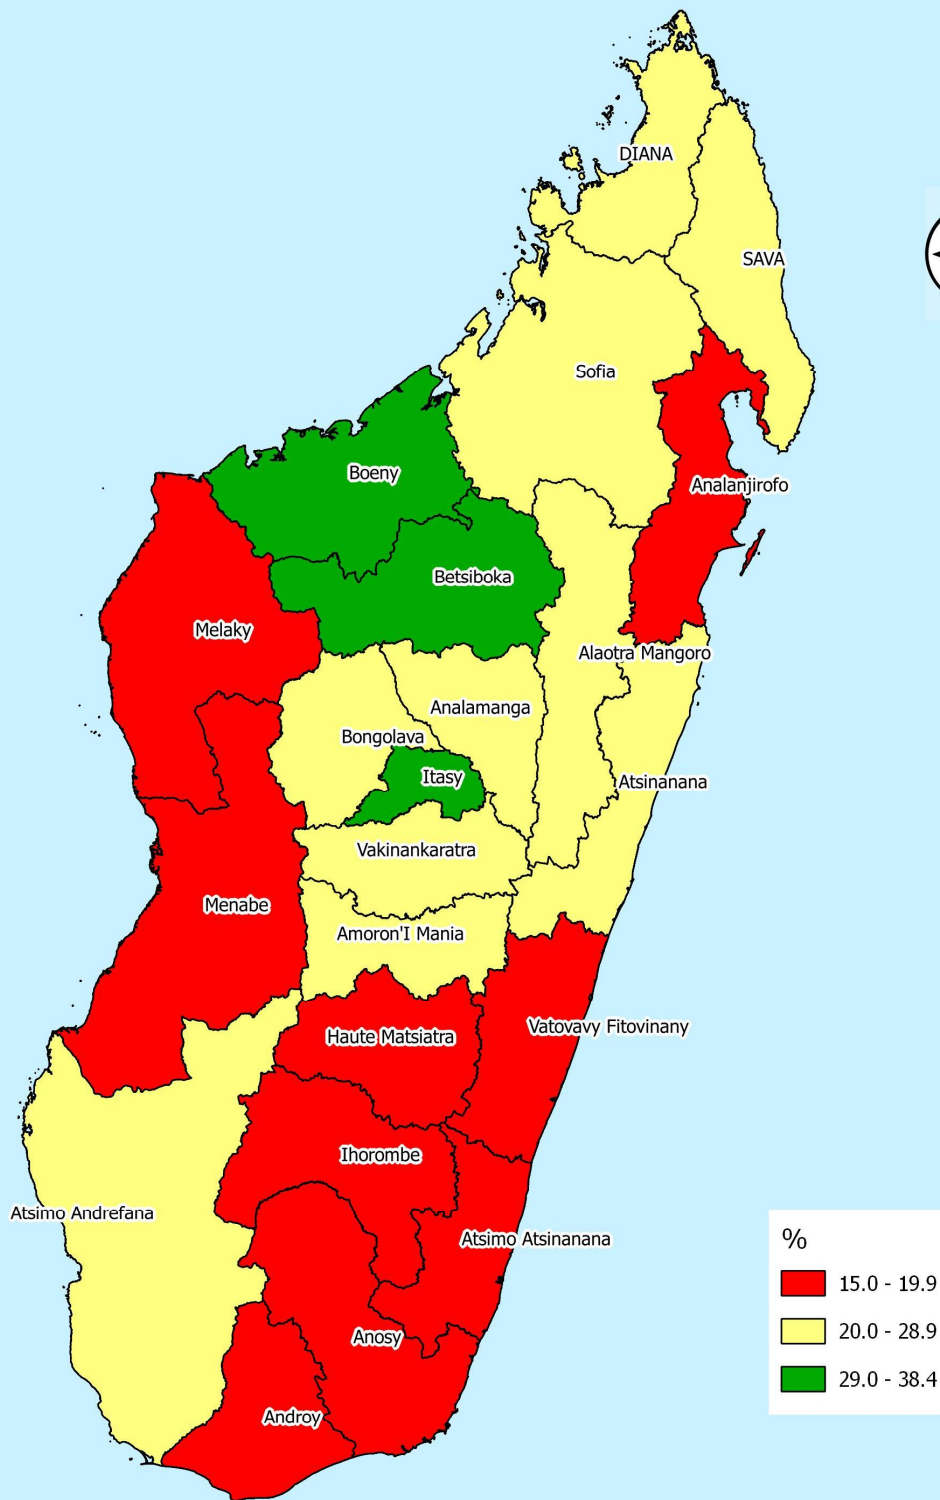 DIANA
SAVA
Sofia
Boeny
Analanjirofo
Betsiboka
Melaky
Alaotra Mangoro
Analamanga
Bongolava
Itasy
Atsinanana
Vakinankaratra
Menabe
Amoron'I Mania
Vatovavy Fitovinany
Haute Matsiatra
Ihorombe
Atsimo Andrefana
Atsimo Atsinanana
Anosy
Androy
%
15.0 - 19.9
20.0 - 28.9
29.0 - 38.4